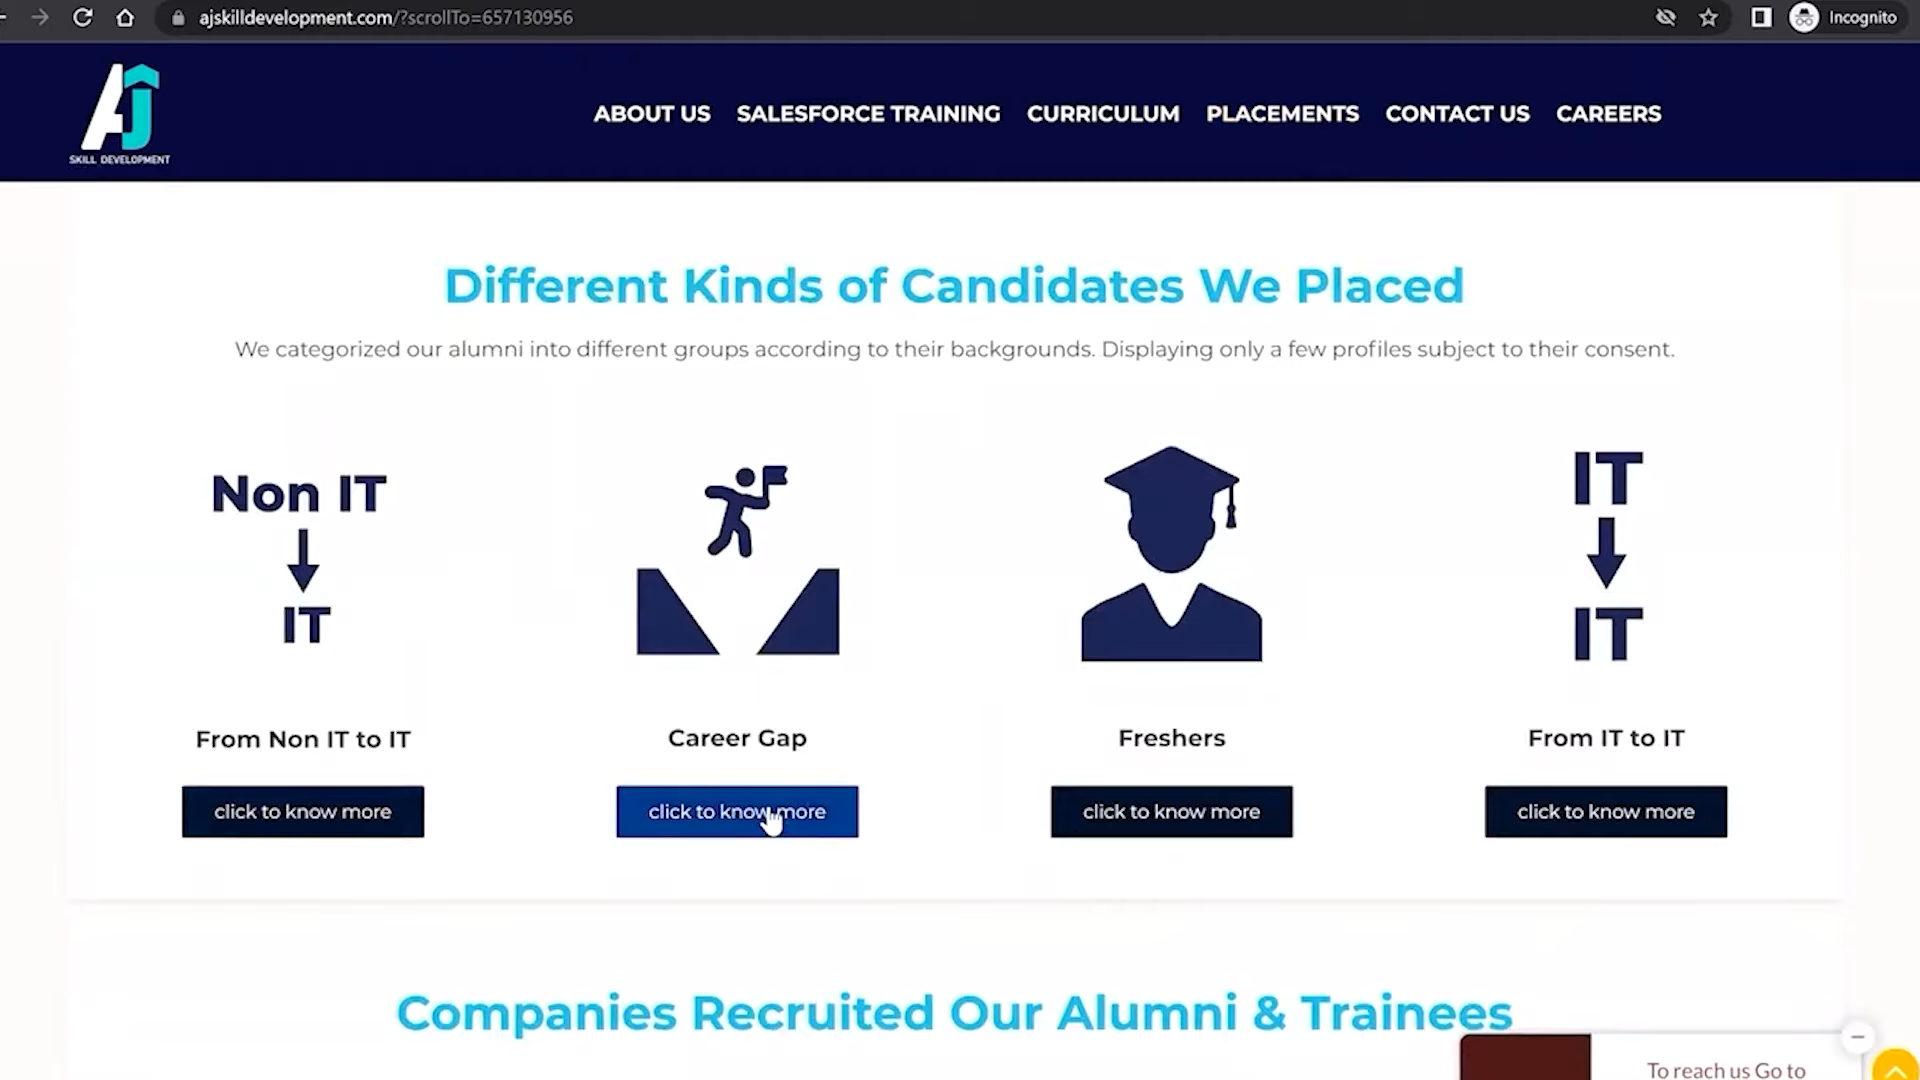 ajskilldevelopment.com/?scrollTo=657130956
Incognito
AJ
SKILL DEVELOPMENT
ABOUT US
SALESFORCE TRAINING
CURRICULUM
PLACEMENTS
CONTACT US
CAREERS
Different Kinds of Candidates We Placed
We categorized our alumni into different groups according to their backgrounds. Displaying only a few profiles subject to their consent.
Non IT
IT
IT
IT
From Non IT to IT
Career Gap
Freshers
From IT to IT
click to know more
click to know more
click to know more
click to know more
Companies Recruited Our Alumni & Trainees
To reach us Go to